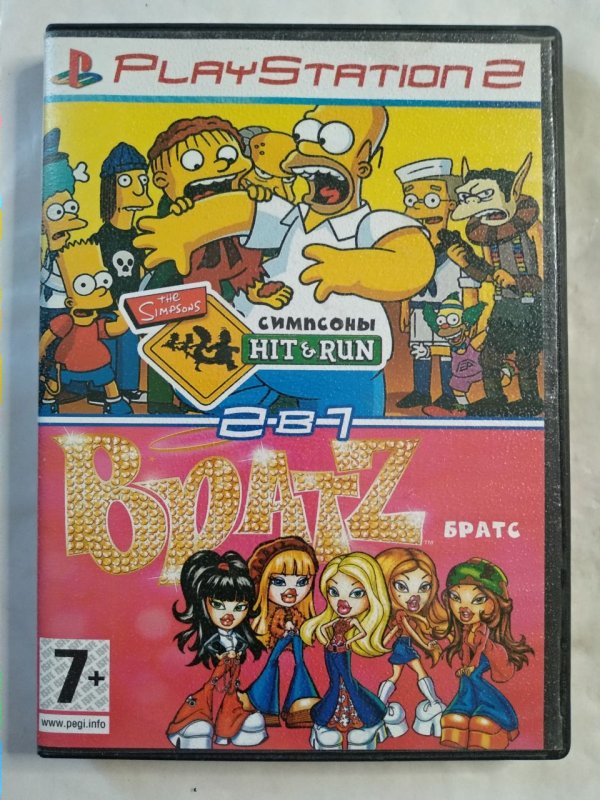 PLAYSTATION 2
THE
SIMPSONS
СИМПСОНЫ
HIT & RUN
2-В-1
BRATZ
БРАТС
7+
www.pegi.info